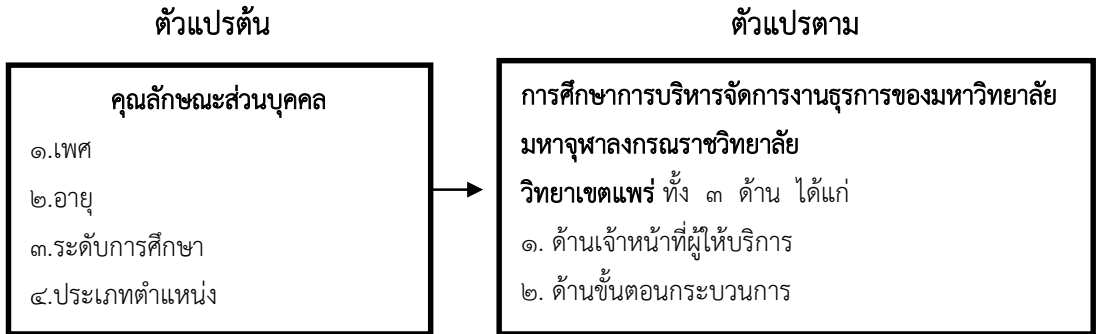 ตัวแปรต้น
คุณลักษณะส่วนบุคคล
๑.เพศ
๒.อายุ
๓.ระดับการศึกษา
๔.ประเภทตำแหน่ง
ตัวแปรตาม
การศึกษาการบริหารจัดการงานธุรการของมหาวิทยาลัย
มหาจุฬาลงกรณราชวิทยาลัย
วิทยาเขตแพร่ ทั้ง ๓ ด้าน ได้แก่
๑. ด้านเจ้าหน้าที่ผู้ให้บริการ
๒. ด้านขั้นตอนกระบวนการ